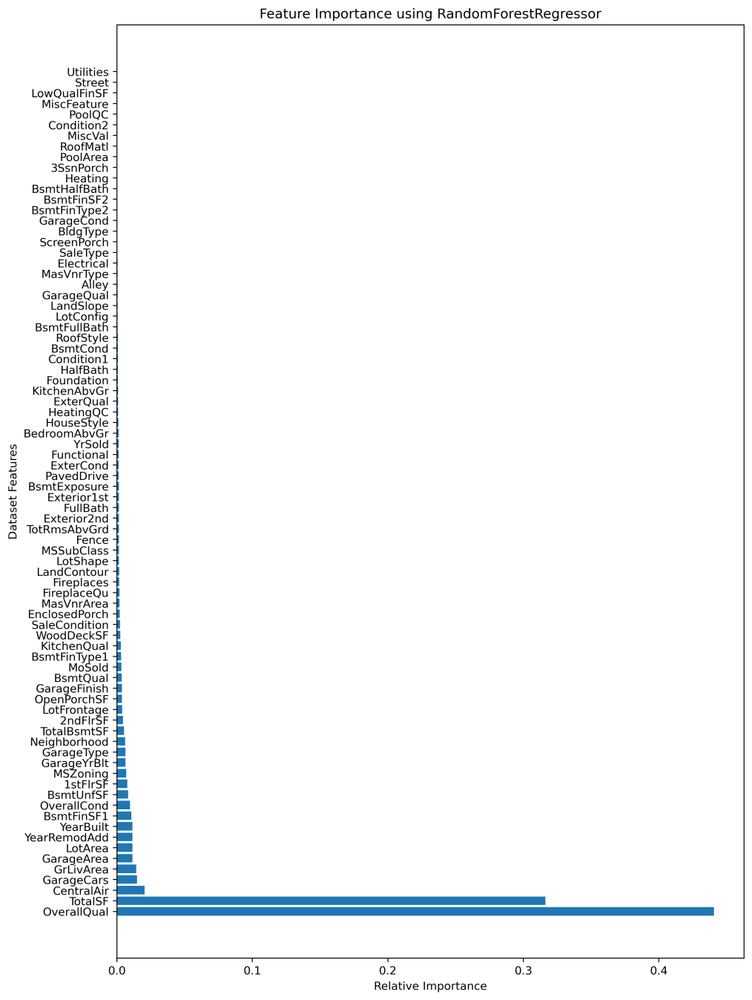 Feature Importance using RandomForestRegressor
Utilities
Street
LowQualFinSF
MiscFeature
PoolQC
Condition2
MiscVal
RoofMatl
PoolArea
3SsnPorch
Heating
BsmtHalfBath
BsmtFinSF2
BsmtFinType2
GarageCond
BldgType
ScreenPorch
SaleType
Electrical
MasVnrType
Alley
GarageQual
LandSlope
LotConfig
BsmtFullBath
RoofStyle
BsmtCond
Condition1
HalfBath
Foundation
KitchenAbvGr
ExterQual
HeatingQC
HouseStyle
BedroomAbvGr
YrSold
Functional
ExterCond
PavedDrive
BsmtExposure
Exterior1st
FullBath
Exterior2nd
TotRmsAbvGrd
Fence
MSSubClass
LotShape
LandContour
Fireplaces
FireplaceQu
MasVnrArea
EnclosedPorch
SaleCondition
WoodDeckSF
KitchenQual
BsmtFinType1
MoSold
BsmtQual
GarageFinish
OpenPorchSF
LotFrontage
2ndFlrSF
TotalBsmtSF
Neighborhood
GarageType
GarageYrBlt
MSZoning
1stFlrSF
BsmtUnfSF
OverallCond
BsmtFinSF1
YearBuilt
YearRemodAdd
LotArea
GarageArea
GrLivArea
GarageCars
CentralAir
TotalSF
OverallQual
Dataset Features
0.0 0.1 0.2 0.3 0.4
Relative Importance